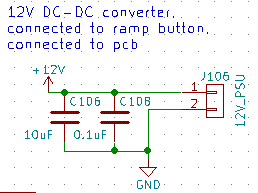 12V DC-DC converter,
connected to ramp button,
connected to pcb
+12V
J106
1
2
12V_PSU
C106
C108
10uF
0.1uF
GND